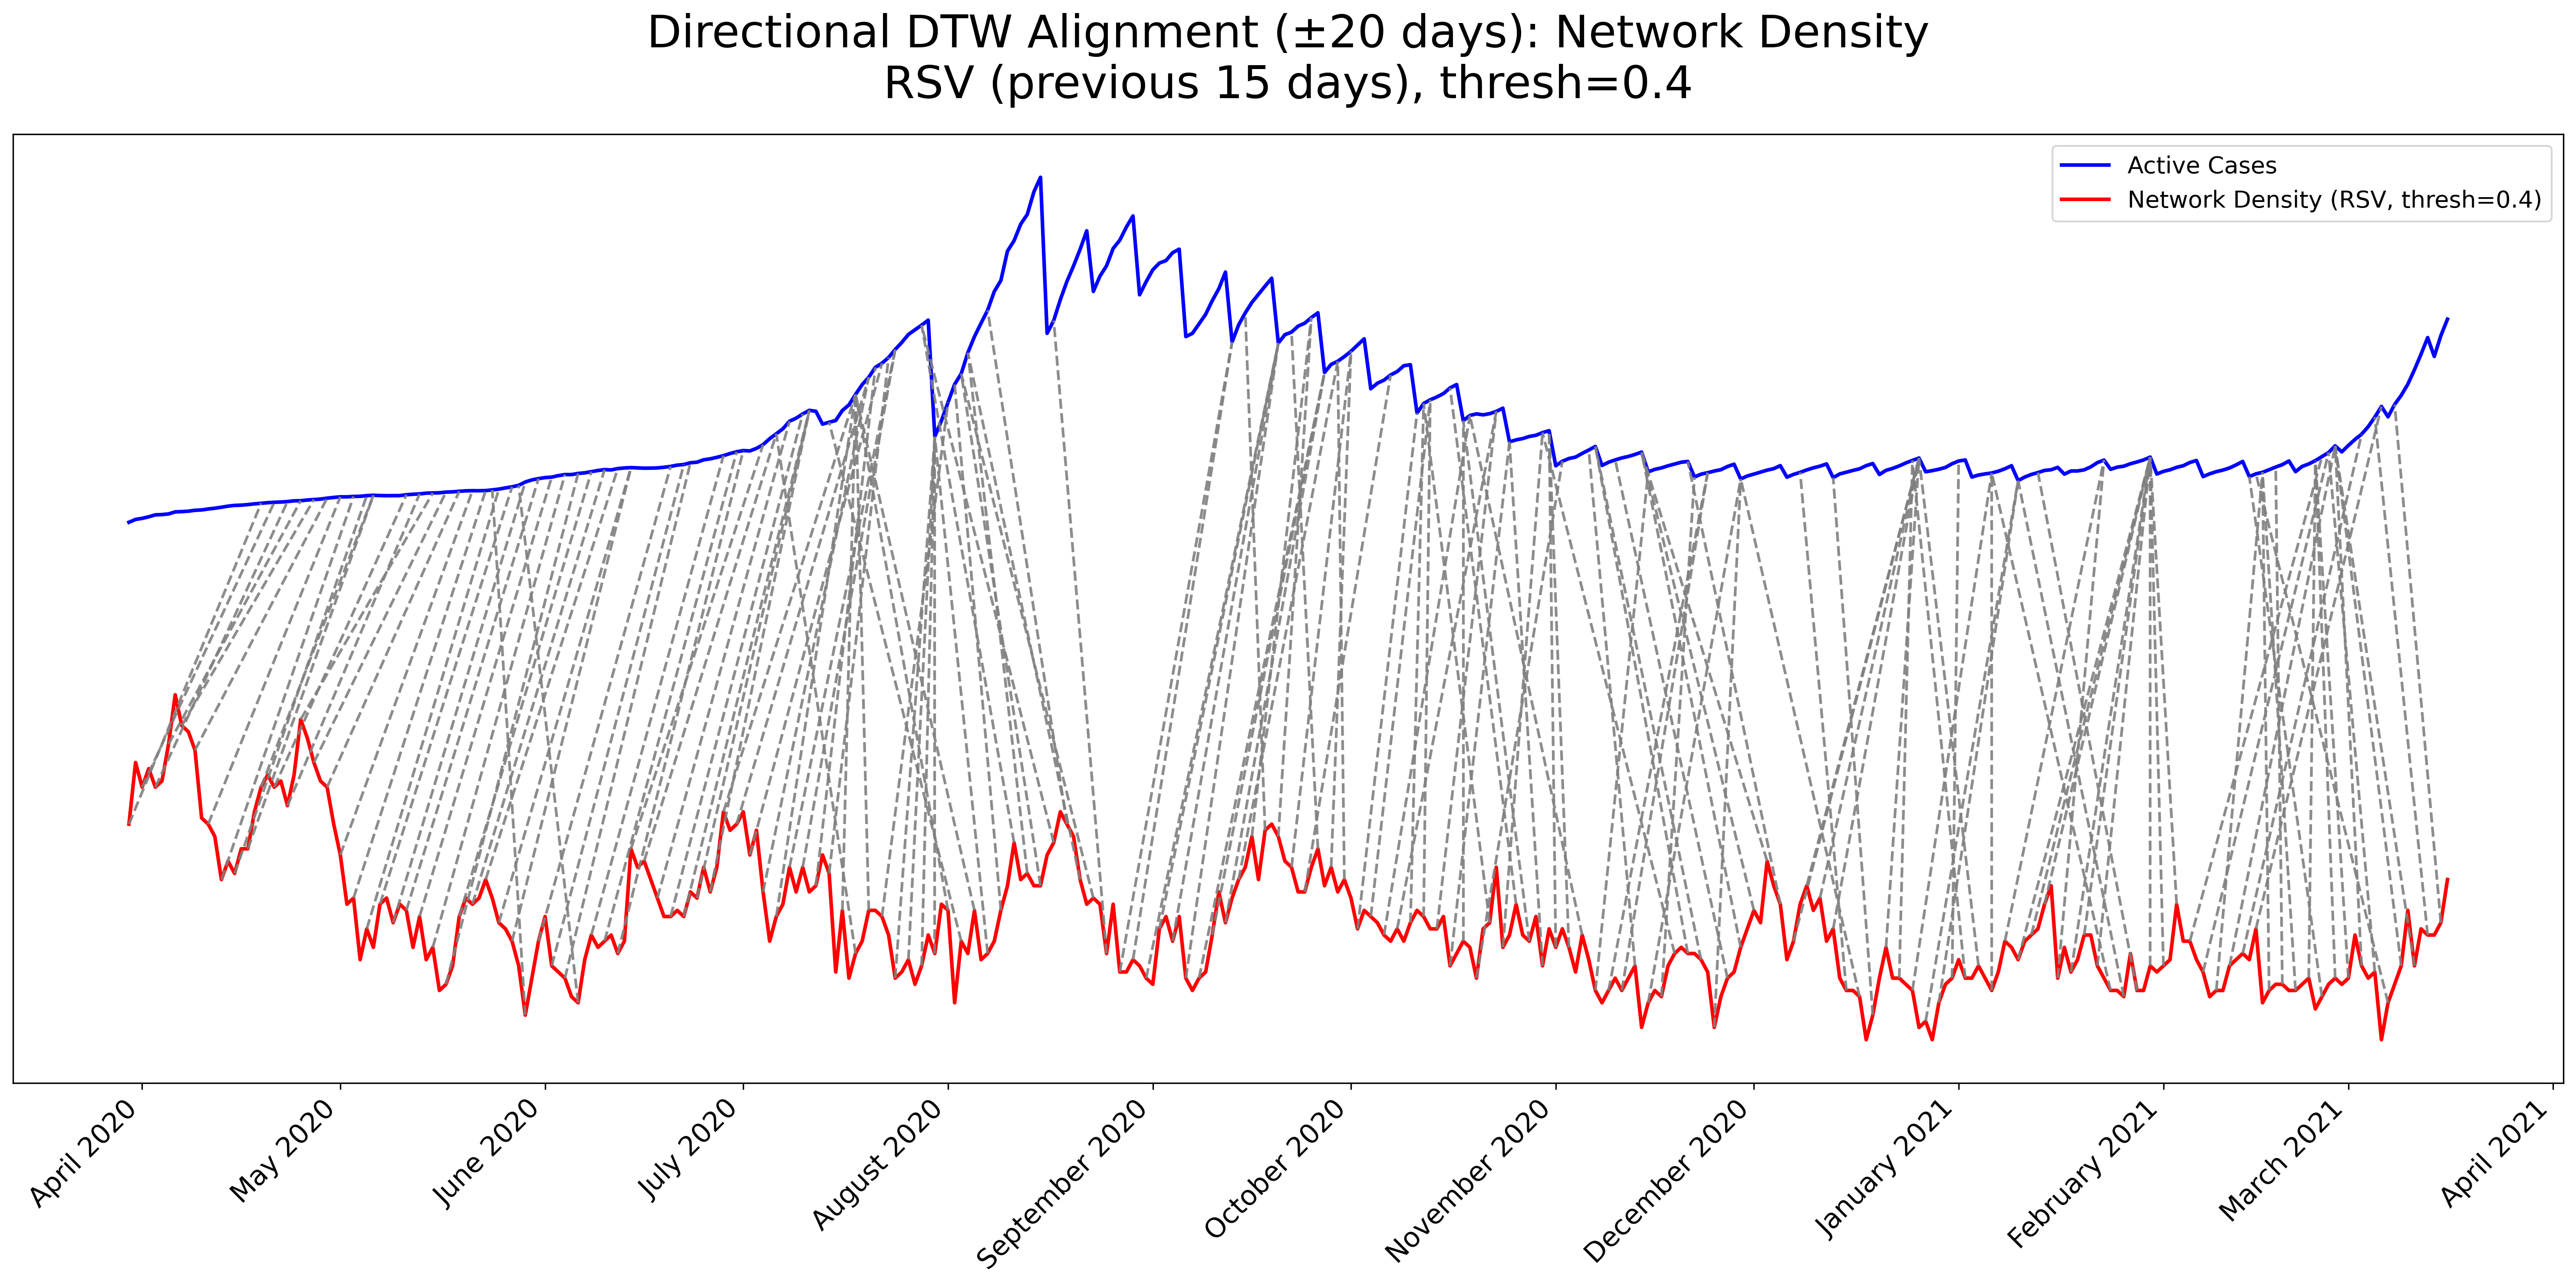 Directional DTW Alignment (±20 days): Network Density
RSV (previous 15 days), thresh=0.4
Active Cases
Network Density (RSV, thresh=0.4)
April 2020
May 2020
June 2020
July 2020
August 2020
September 2020
October 2020
November 2020
December 2020
January 2021
February 2021
March 2021
April 2021